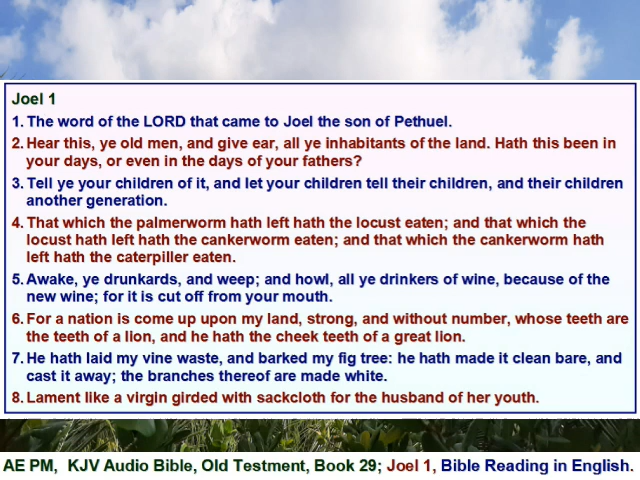 Joel 1
1. The word of the LORD that came to Joel the son of Pethuel.
2. Hear this, ye old men, and give ear, all ye inhabitants of the land. Hath this been in
your days, or even in the days of your fathers?
3. Tell ye your children of it, and let your children tell their children, and their children
another generation.
4. That which the palmerworm hath left hath the locust eaten; and that which the
locust hath left hath the cankerworm eaten; and that which the cankerworm hath
left hath the caterpiller eaten.
5. Awake, ye drunkards, and weep; and howl, all ye drinkers of wine, because of the
new wine; for it is cut off from your mouth.
6. For a nation is come up upon my land, strong, and without number, whose teeth are
the teeth of a lion, and he hath the cheek teeth of a great lion.
7. He hath laid my vine waste, and barked my fig tree: he hath made it clean bare, and
cast it away; the branches thereof are made white.
8. Lament like a virgin girded with sackcloth for the husband of her youth.
AE PM, KJV Audio Bible, Old Testment, Book 29; Joel 1, Bible Reading in English.